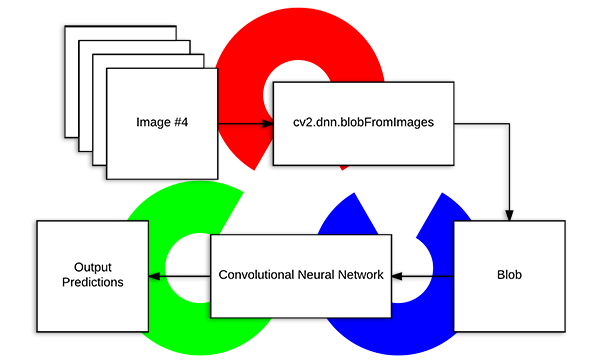 Image #4
cv2.dnn.blobFromImages
Output
Predictions
Convolutional Neural Network
Blob